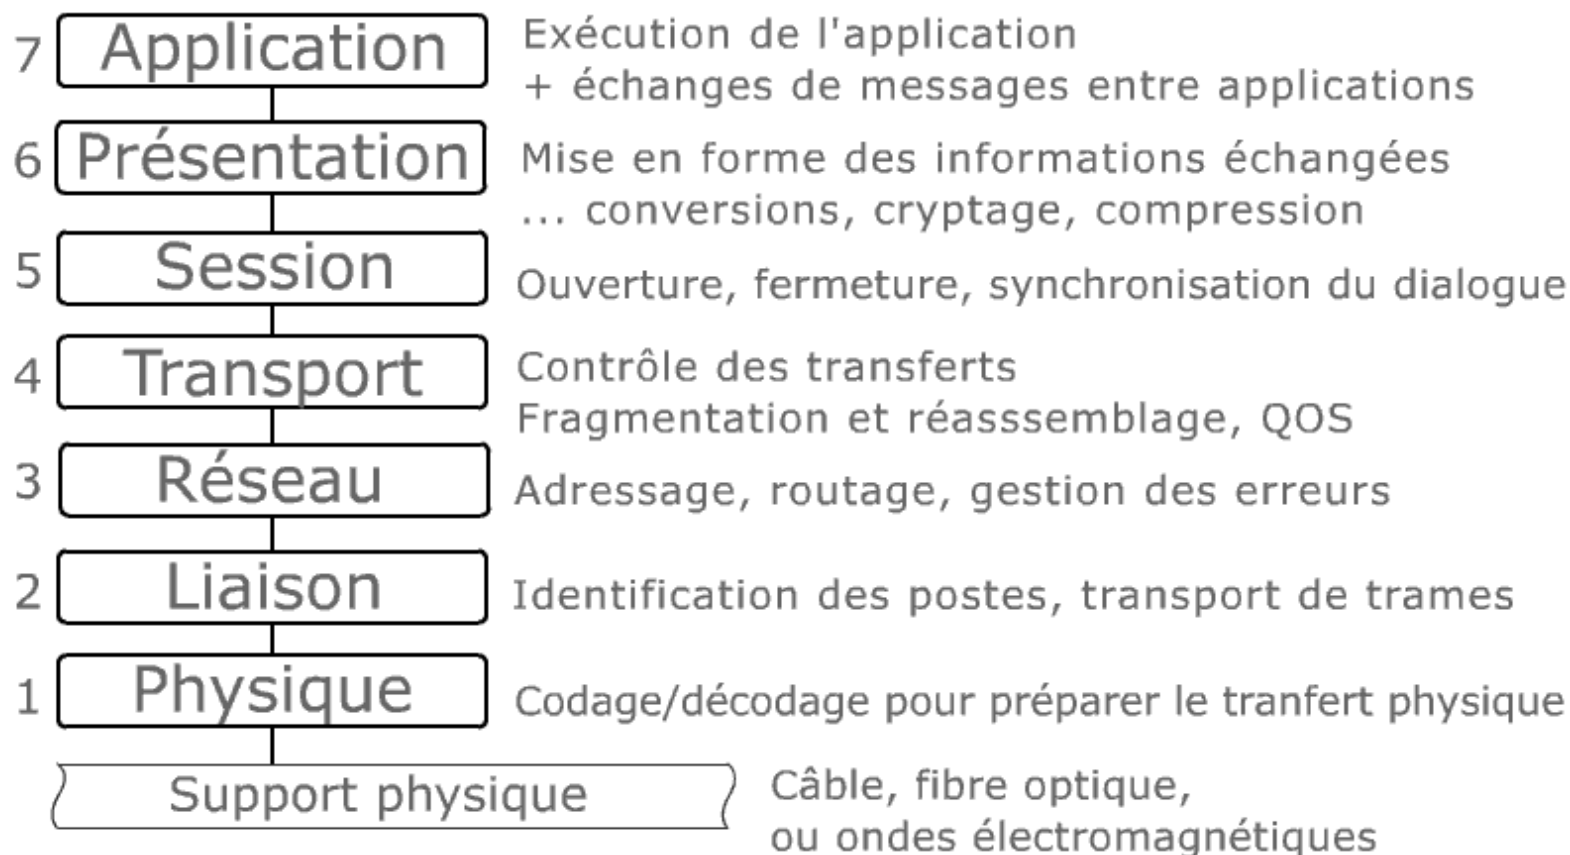 7 Application Exécution de l'application
+ échanges de messages entre applications
6 Présentation Mise en forme des informations échangées
... conversions, cryptage, compression
5 Session Ouverture, fermeture, synchronisation du dialogue
4 Transport Contrôle des transferts
Fragmentation et réasssemblage, QOS
3 Réseau Adressage, routage, gestion des erreurs
2 Liaison Identification des postes, transport de trames
1 Physique Codage/décodage pour préparer le tranfert physique
Support physique Câble, fibre optique,
ou ondes électromagnétiques